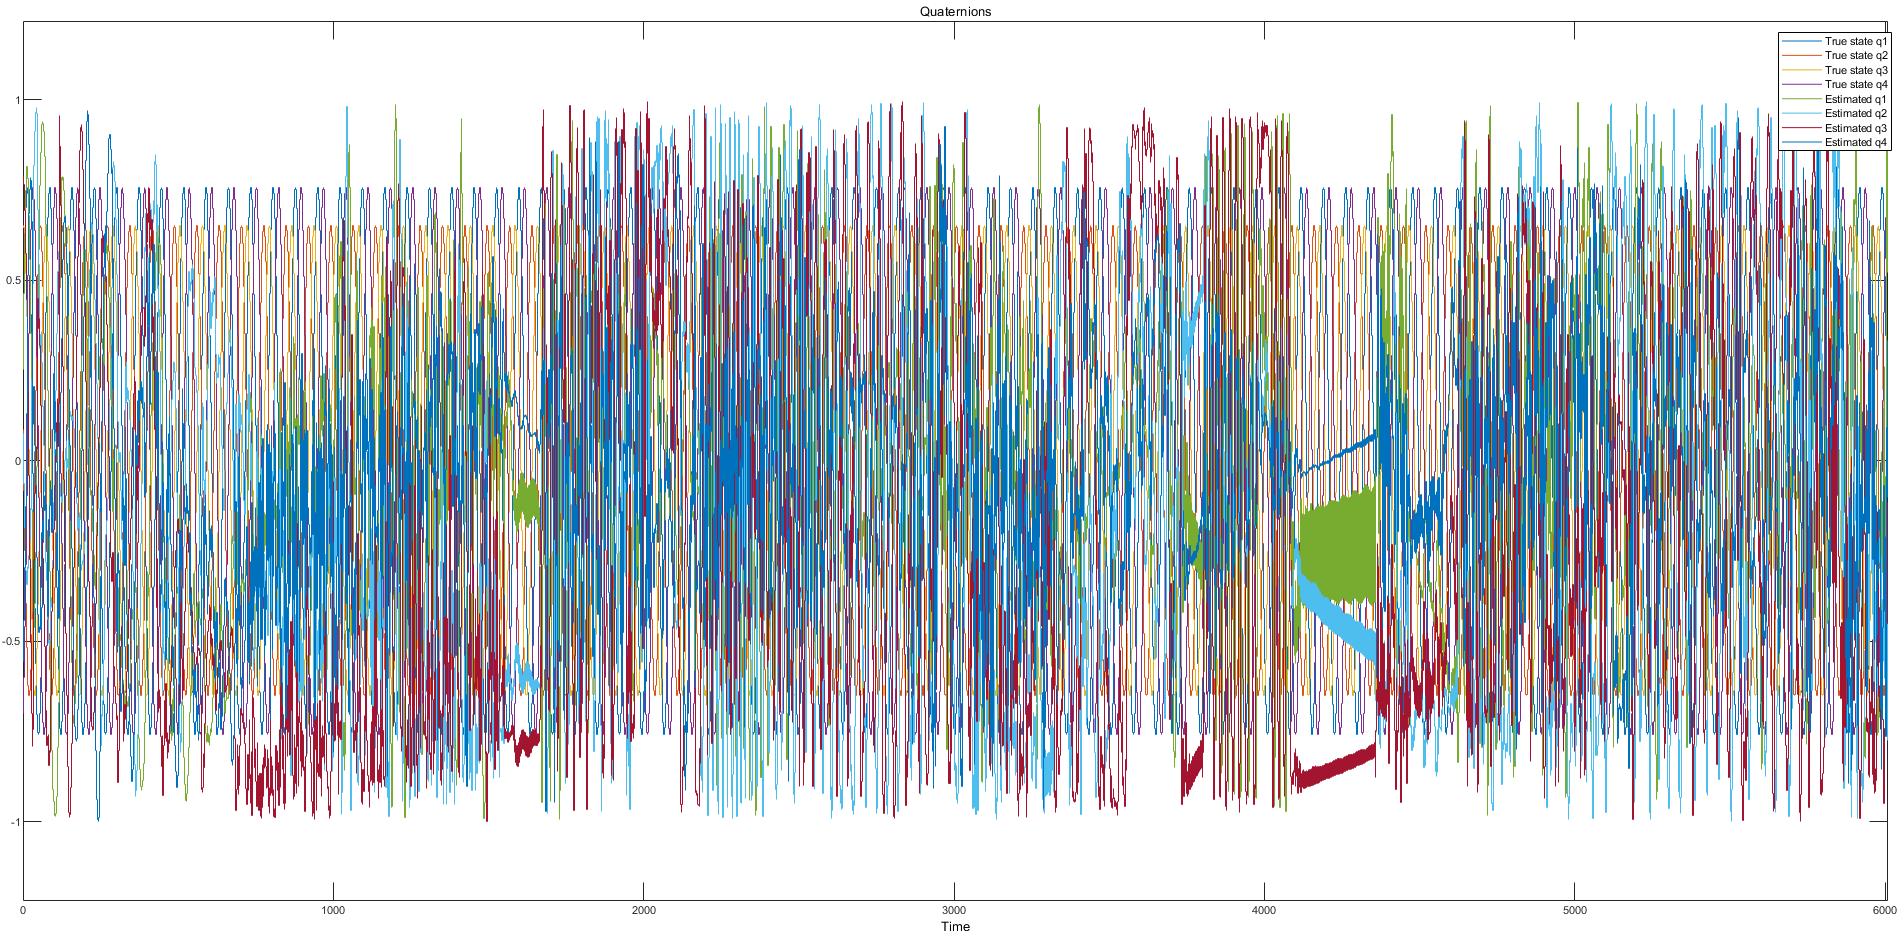 Quaternions
True state q1
True state q2
True state q3
True state q4
Estimated q1
Estimated q2
Estimated q3
Estimated q4
1
0.5
0
-0.5
-1
0 1000 2000 3000 4000 5000 6000
Time